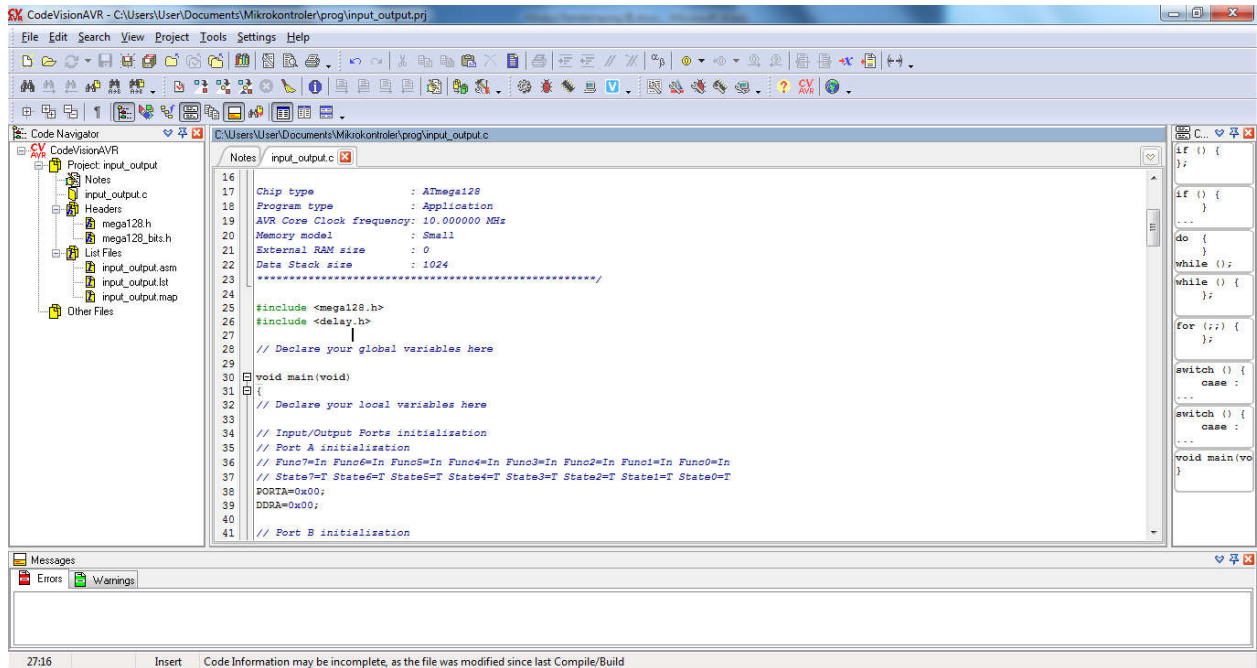 CodeVisionAVR - C:\Users\User\Documents\Mikrokontroler\prog\input_output.prj
File Edit Search View Project Tools Settings Help
Code Navigator
CodeVisionAVR
Project: input_output
Notes
input_output.c
Headers
mega128.h
mega128_bits.h
List Files
input_output.asm
input_output.lst
input_output.map
Other Files
C:\Users\User\Documents\Mikrokontroler\prog\input_output.c
Notes input_output.c
16
17 Chip type : ATmega128
18 Program type : Application
19 AVR Core Clock frequency: 10.000000 MHz
20 Memory model : Small
21 External RAM size : 0
22 Data Stack size : 1024
23 *****************************************************/
24
25 #include <mega128.h>
26 #include <delay.h>
27
28 // Declare your global variables here
29
30 void main(void)
31 {
32 // Declare your local variables here
33
34 // Input/Output Ports initialization
35 // Port A initialization
36 // Func7=In Func6=In Func5=In Func4=In Func3=In Func2=In Func1=In Func0=In
37 // State7=T State6=T State5=T State4=T State3=T State2=T State1=T State0=T
38 PORTA=0x00;
39 DDRA=0x00;
40
41 // Port B initialization
C...
if () {
};
if () {
}
...
do {
}
while ();
while () {
};
for (;;) {
};
switch () {
case :
...
switch () {
case :
...
void main(vo
}
Messages
Errors Warnings
27:16 Insert Code Information may be incomplete, as the file was modified since last Compile/Build